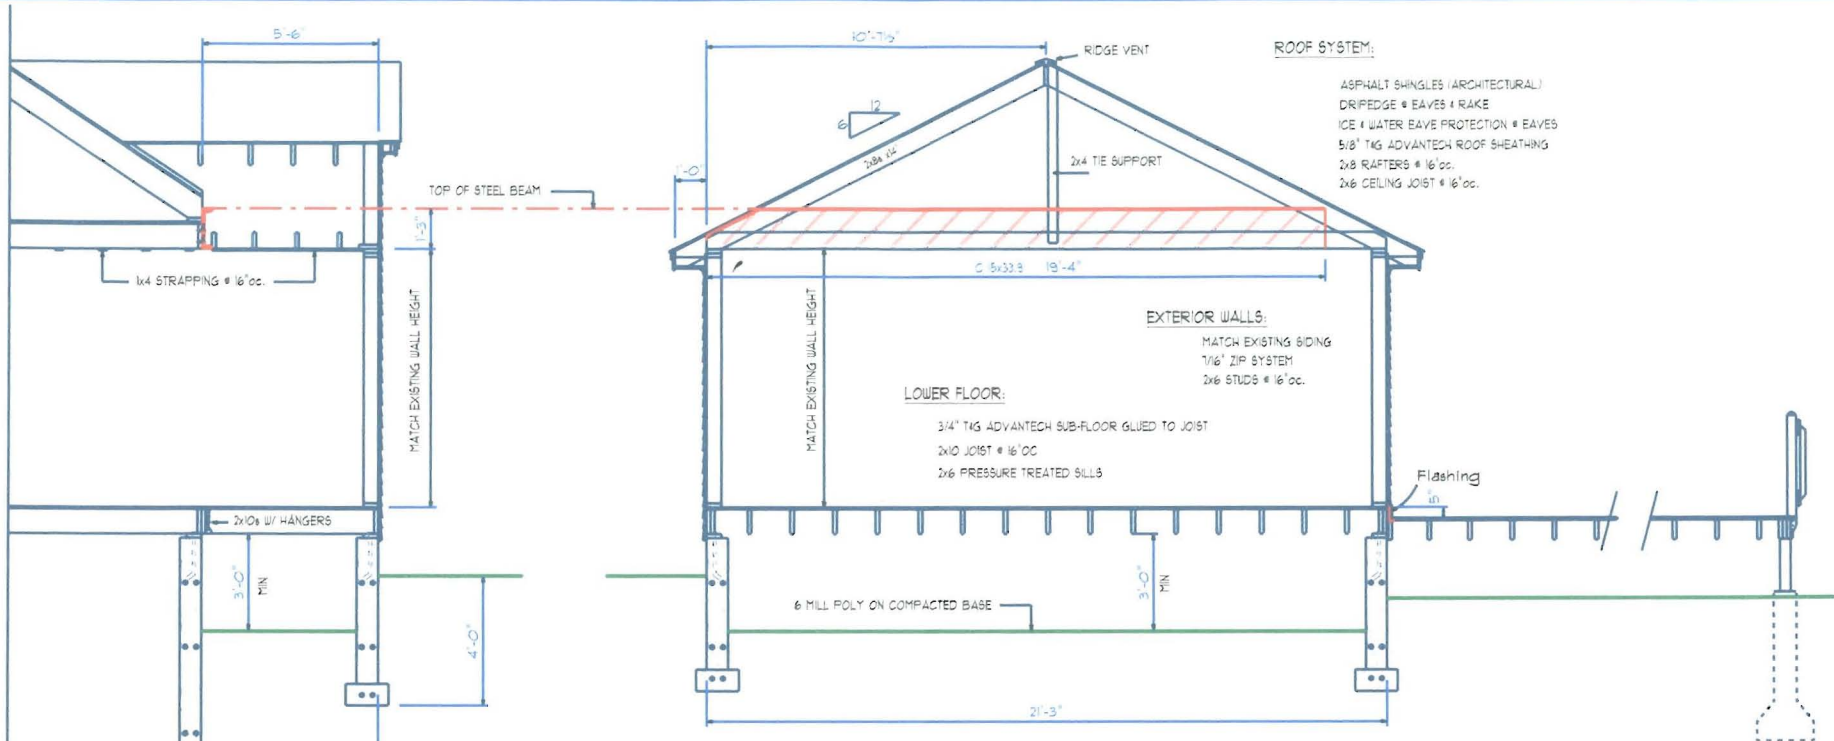 5'-6"
TOP OF STEEL BEAM
1'-3"
1x4 STRAPPING @ 16"oc.
MATCH EXISTING WALL HEIGHT
2x10s W/ HANGERS
3'-0"
MIN
4'-0"
10'-7½"
RIDGE VENT
12
6
2x8s x14'
1'-0"
2x4 TIE SUPPORT
C 15x33.9 19'-4"
MATCH EXISTING WALL HEIGHT
ROOF SYSTEM:
ASPHALT SHINGLES (ARCHITECTURAL)
DRIPEDGE @ EAVES & RAKE
ICE & WATER EAVE PROTECTION @ EAVES
5/8" T&G ADVANTECH ROOF SHEATHING
2x8 RAFTERS @ 16"oc.
2x6 CEILING JOIST @ 16"oc.
EXTERIOR WALLS:
MATCH EXISTING SIDING
7/16" ZIP SYSTEM
2x6 STUDS @ 16"oc.
LOWER FLOOR:
3/4" T&G ADVANTECH SUB-FLOOR GLUED TO JOIST
2x10 JOIST @ 16"OC
2x6 PRESSURE TREATED SILLS
Flashing
5"
3'-0"
MIN
6 MILL POLY ON COMPACTED BASE
21'-3"